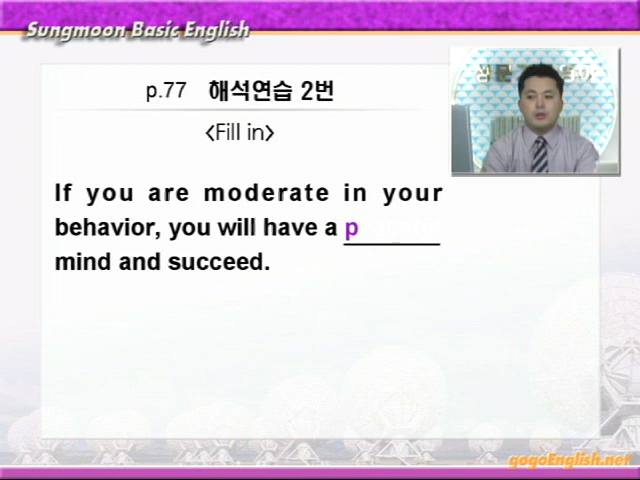 Sungmoon Basic English
p.77 해석연습 2번
<Fill in>
If you are moderate in your
behavior, you will have a p
mind and succeed.
gogoEnglish.net